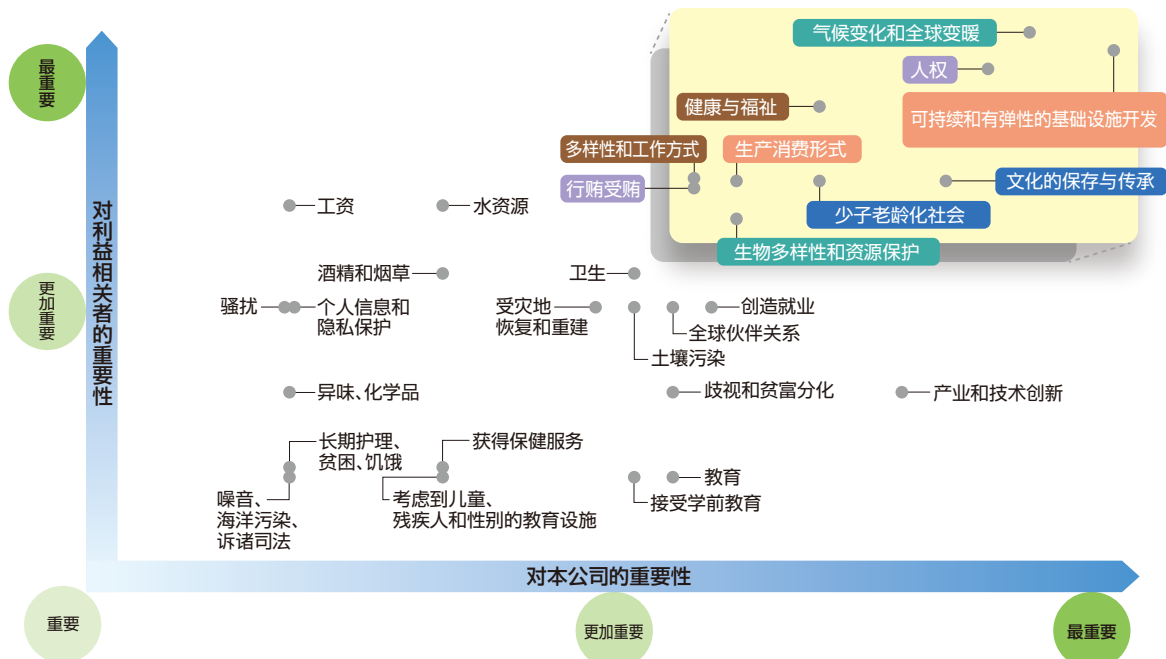 气候变化和全球变暖
最重要
人权
健康与福祉
可持续和有弹性的基础设施开发
多样性和工作方式
生产消费形式
行贿受贿
文化的保存与传承
工资
水资源
少子老龄化社会
对利益相关者的重要性
生物多样性和资源保护
酒精和烟草
卫生
更加重要
骚扰
个人信息和
隐私保护
受灾地
恢复和重建
创造就业
全球伙伴关系
土壤污染
异味、化学品
歧视和贫富分化
产业和技术创新
长期护理、
贫困、饥饿
获得保健服务
噪音、
海洋污染、
诉诸司法
考虑到儿童、
残疾人和性别的教育设施
教育
接受学前教育
对本公司的重要性
重要
更加重要
最重要